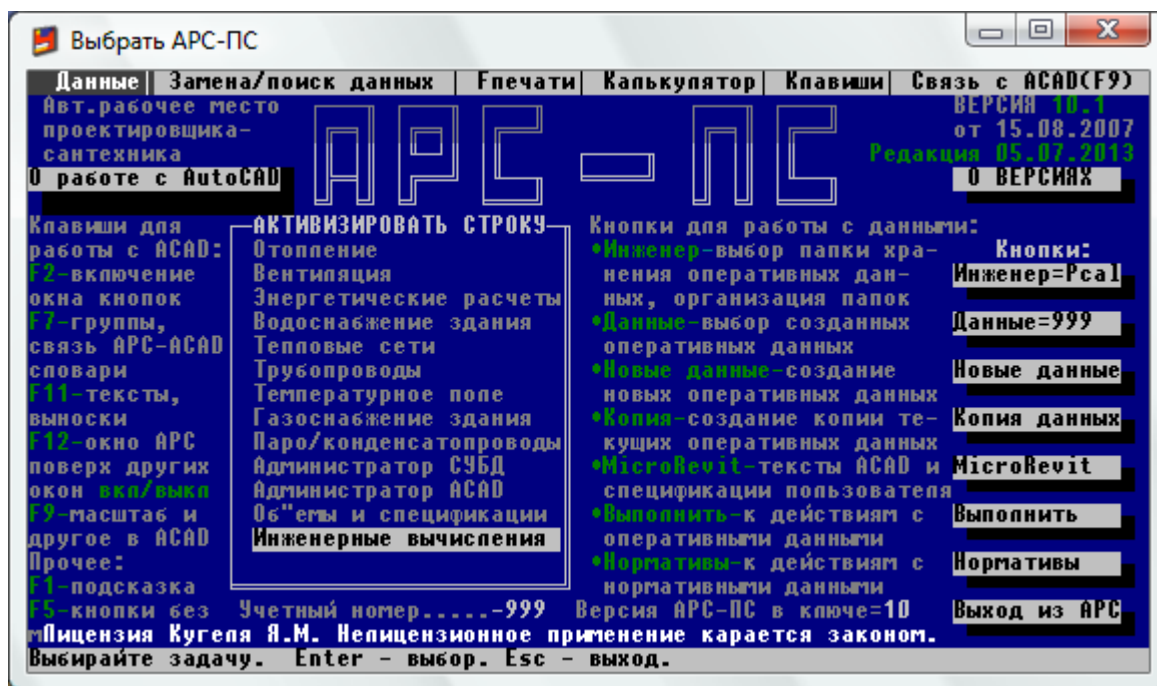 Выбрать АРС-ПС
Данные| Замена/поиск данных | Fпечати| Калькулятор| Клавиши| Связь с ACAD(F9)
Авт.рабочее место
проектировщика-
сантехника
О работе с AutoCAD
АРС-ПС
ВЕРСИЯ 10.1
от 15.08.2007
Редакция 05.07.2013
О ВЕРСИЯХ
Клавиши для
работы с ACAD:
F2-включение
окна кнопок
F7-группы,
связь АРС-ACAD
словари
F11-тексты,
выноски
F12-окно АРС
поверх других
окон вкл/выкл
F9-масштаб и
другое в ACAD
Прочее:
F1-подсказка
F5-кнопки без
АКТИВИЗИРОВАТЬ СТРОКУ
Отопление
Вентиляция
Энергетические расчеты
Водоснабжение здания
Тепловые сети
Трубопроводы
Температурное поле
Газоснабжение здания
Паро/конденсатопроводы
Администратор СУБД
Администратор ACAD
Об"емы и спецификации
Инженерные вычисления
Кнопки для работы с данными:
•Инженер-выбор папки хра-
нения оперативных дан-
ных, организация папок
•Данные-выбор созданных
оперативных данных
•Новые данные-создание
новых оперативных данных
•Копия-создание копии те-
кущих оперативных данных
•MicroRevit-тексты ACAD и
спецификации пользователя
•Выполнить-к действиям с
оперативными данными
•Нормативы-к действиям с
нормативными данными
Кнопки:
Инженер=Pcal
Данные=999
Новые данные
Копия данных
MicroRevit
Выполнить
Нормативы
Выход из АРС
Учетный номер.....-999 Версия АРС-ПС в ключе=10
мЛицензия Кугеля Я.М. Нелицензионное применение карается законом.
Выбирайте задачу. Enter - выбор. Esc - выход.